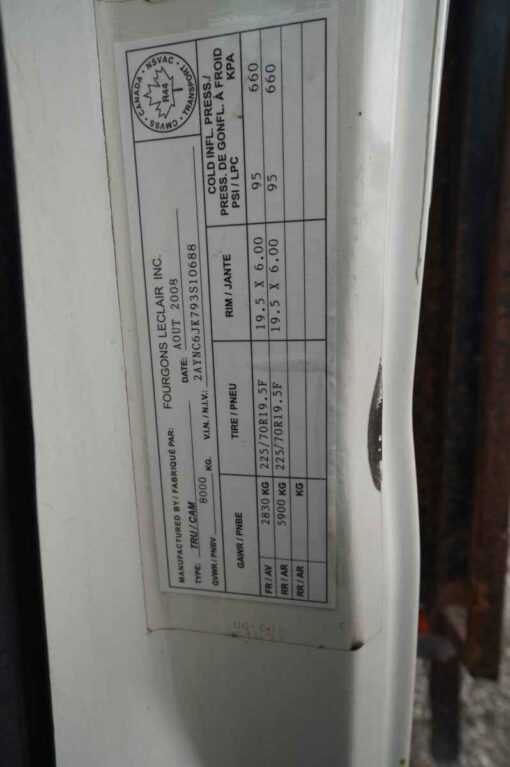 MANUFACTURED BY / FABRIQUÉ PAR: FOURGONS LECLAIR INC.
TYPE: TRU/CAM DATE: AOUT 2008
GVWR / PNBV 8000 KG. V.I.N. / N.I.V.: 2AYNC6JK793S10688
CANADA · NSVAC · TRANSPORT · CMVSS
R44
GAWR / PNBE TIRE / PNEU RIM / JANTE COLD INFL. PRESS./
PRESS. DE GONFL. À FROID
PSI / LPC KPA
FR / AV 2830 KG 225/70R19.5F 19.5 X 6.00 95 660
RR / AR 5900 KG 225/70R19.5F 19.5 X 6.00 95 660
RR / AR KG